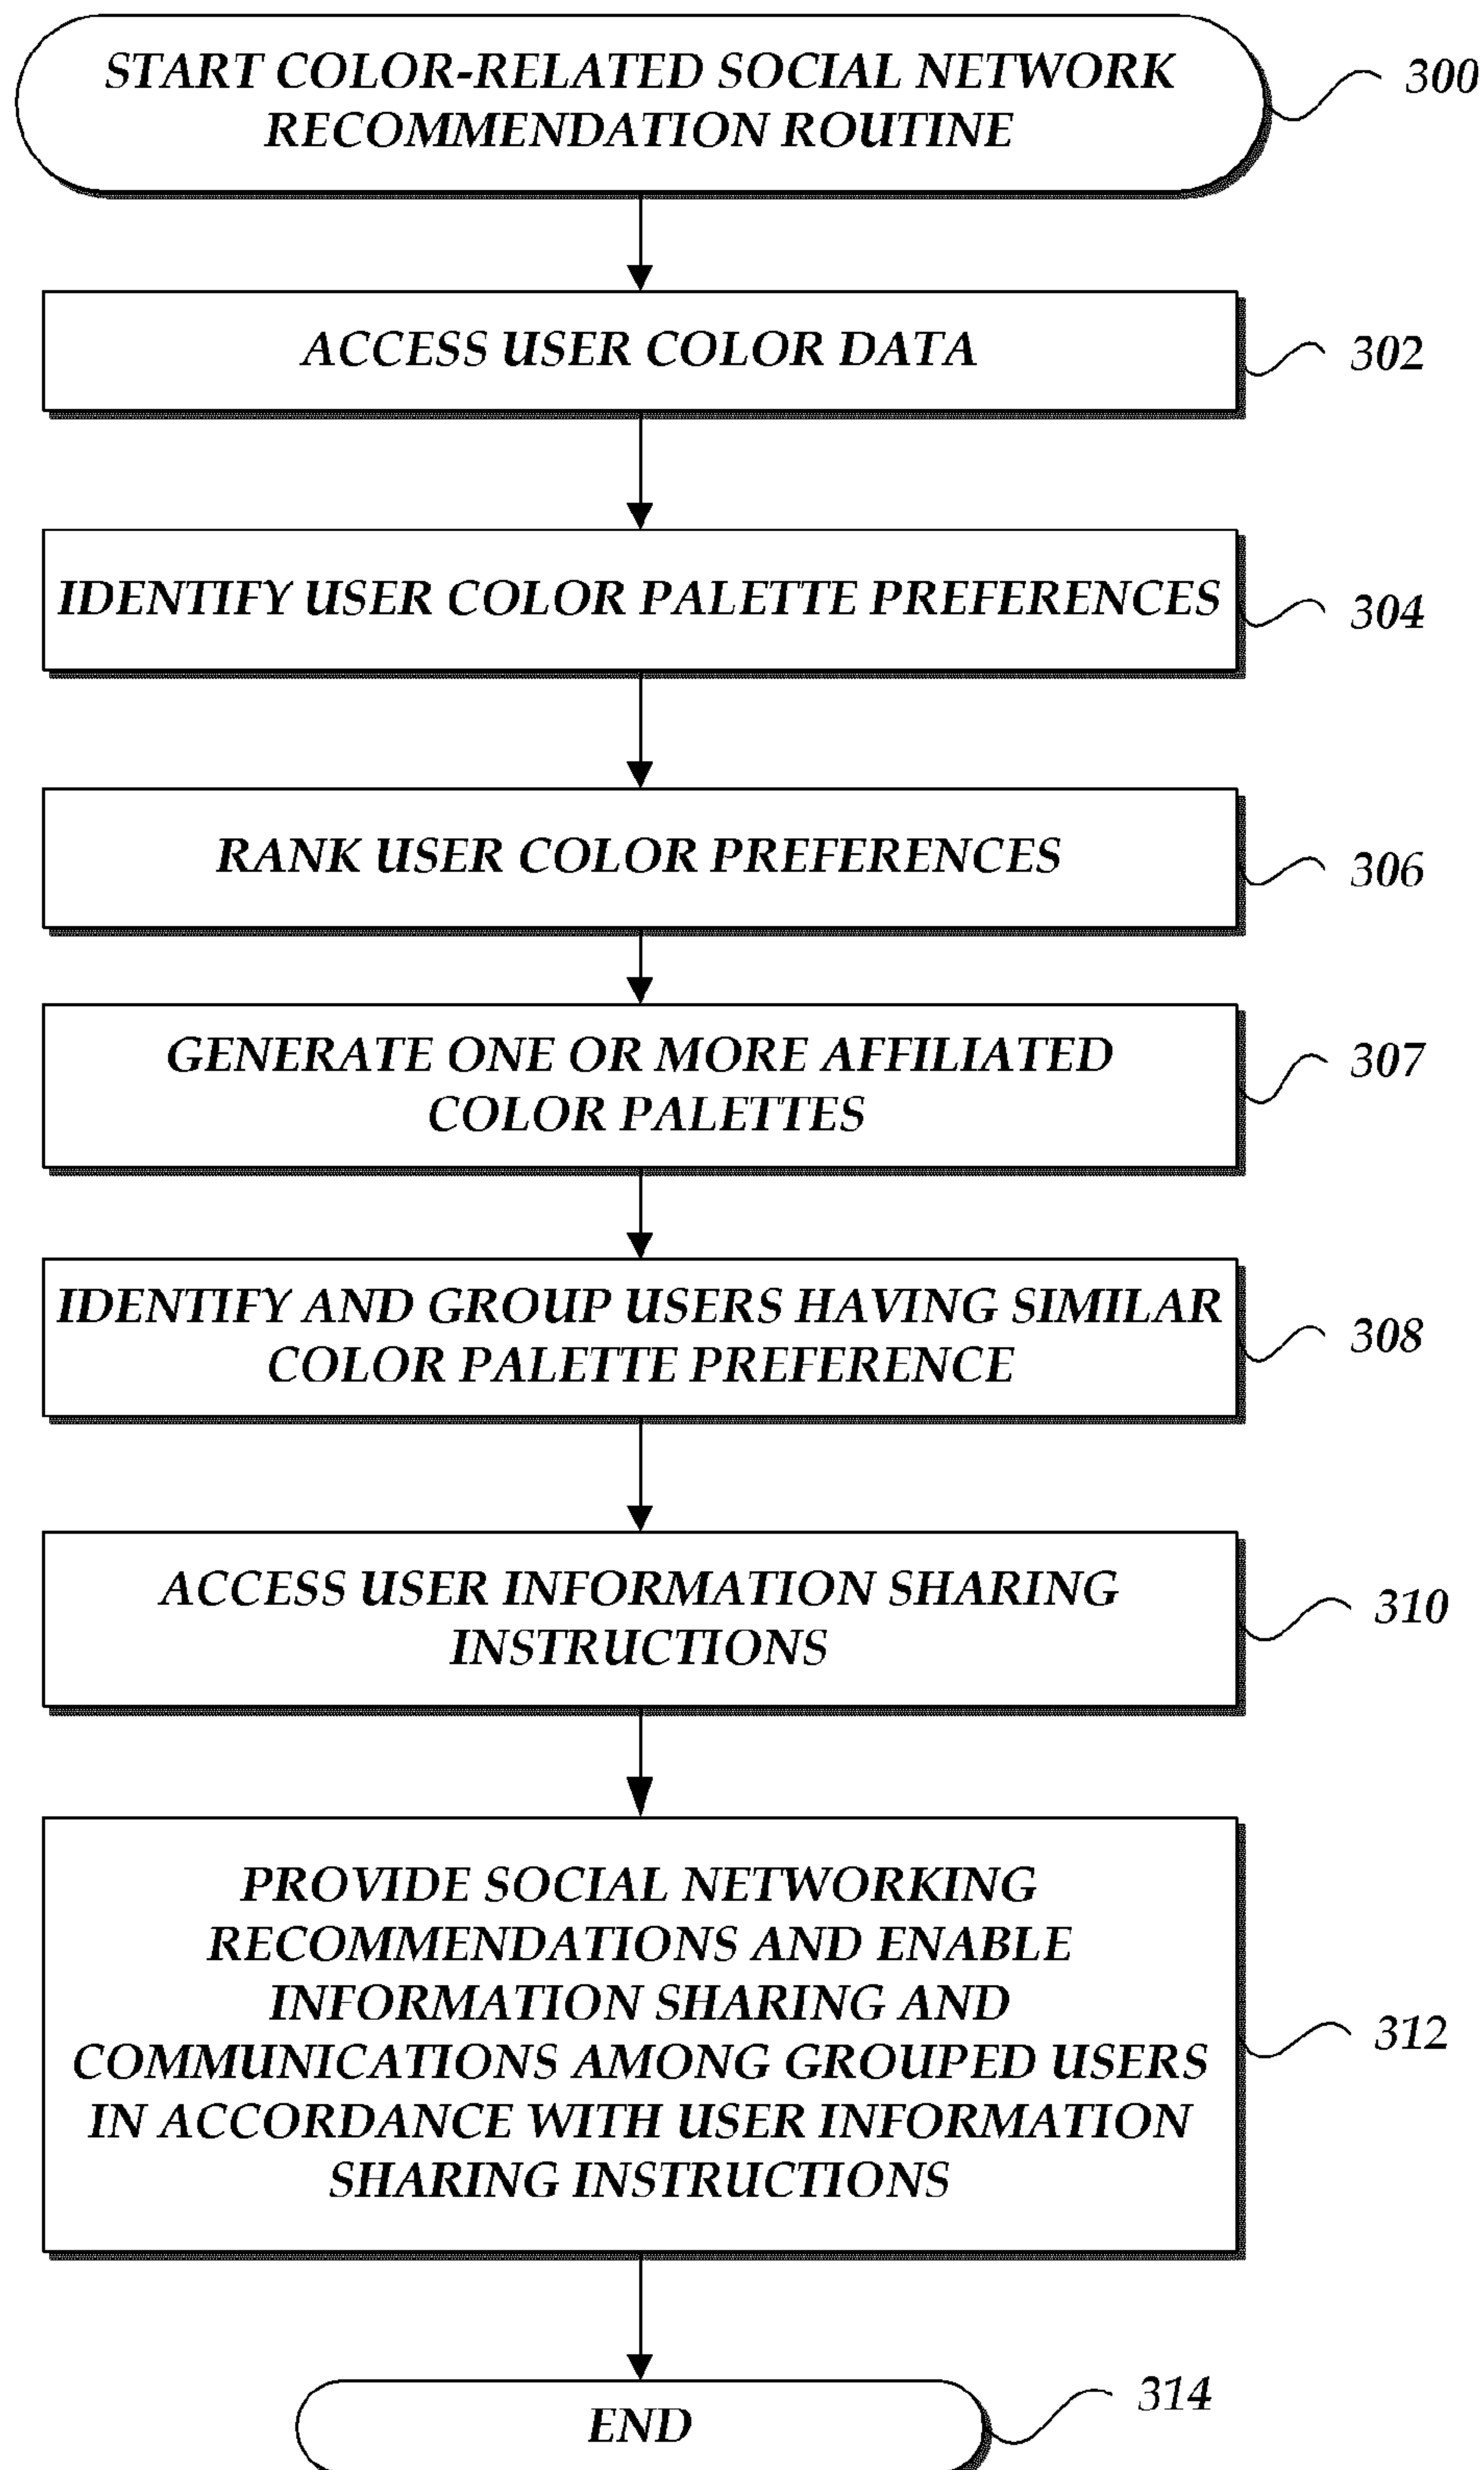 START COLOR-RELATED SOCIAL NETWORK
RECOMMENDATION ROUTINE
300
ACCESS USER COLOR DATA
302
IDENTIFY USER COLOR PALETTE PREFERENCES
304
RANK USER COLOR PREFERENCES
306
GENERATE ONE OR MORE AFFILIATED
COLOR PALETTES
307
IDENTIFY AND GROUP USERS HAVING SIMILAR
COLOR PALETTE PREFERENCE
308
ACCESS USER INFORMATION SHARING
INSTRUCTIONS
310
PROVIDE SOCIAL NETWORKING
RECOMMENDATIONS AND ENABLE
INFORMATION SHARING AND
COMMUNICATIONS AMONG GROUPED USERS
IN ACCORDANCE WITH USER INFORMATION
SHARING INSTRUCTIONS
312
END
314